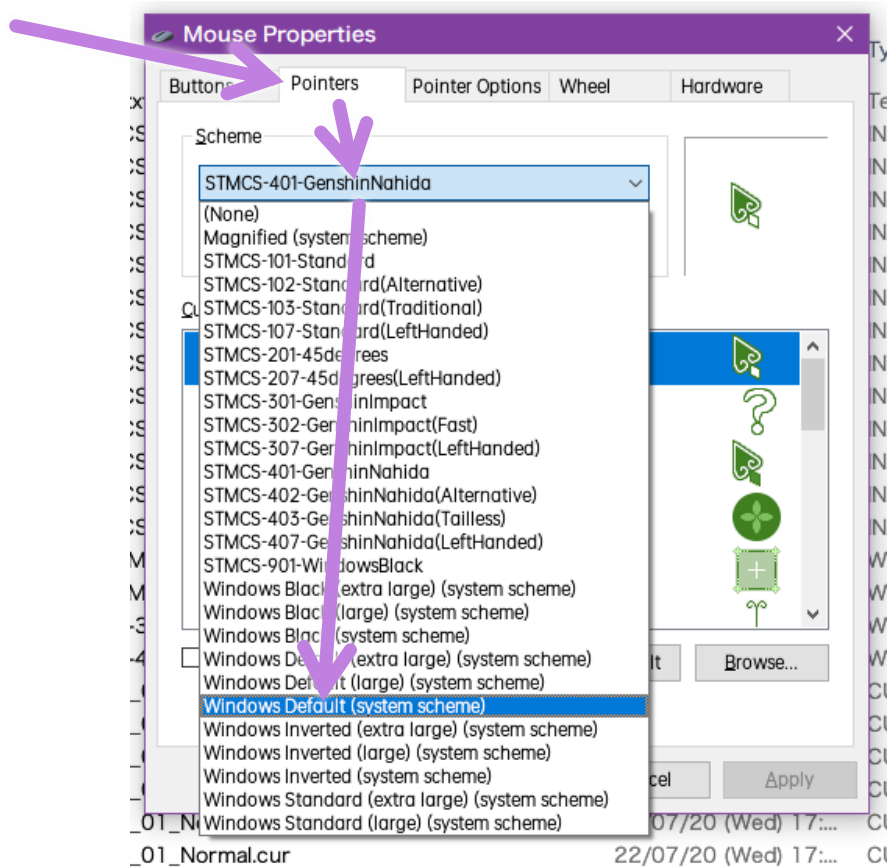 Mouse Properties
Buttons
Pointers
Pointer Options
Wheel
Hardware
Scheme
STMCS-401-GenshinNahida
(None)
Magnified (system scheme)
STMCS-101-Standard
STMCS-102-Standard(Alternative)
STMCS-103-Standard(Traditional)
STMCS-107-Standard(LeftHanded)
STMCS-201-45degrees
STMCS-207-45degrees(LeftHanded)
STMCS-301-GenshinImpact
STMCS-302-GenshinImpact(Fast)
STMCS-307-GenshinImpact(LeftHanded)
STMCS-401-GenshinNahida
STMCS-402-GenshinNahida(Alternative)
STMCS-403-GenshinNahida(Tailless)
STMCS-407-GenshinNahida(LeftHanded)
STMCS-901-WindowsBlack
Windows Black (extra large) (system scheme)
Windows Black (large) (system scheme)
Windows Black (system scheme)
Windows Default (extra large) (system scheme)
Windows Default (large) (system scheme)
Windows Default (system scheme)
Windows Inverted (extra large) (system scheme)
Windows Inverted (large) (system scheme)
Windows Inverted (system scheme)
Windows Standard (extra large) (system scheme)
Windows Standard (large) (system scheme)
Browse...
Apply
07/20 (Wed) 17:...
_01_Normal.cur
22/07/20 (Wed) 17:...